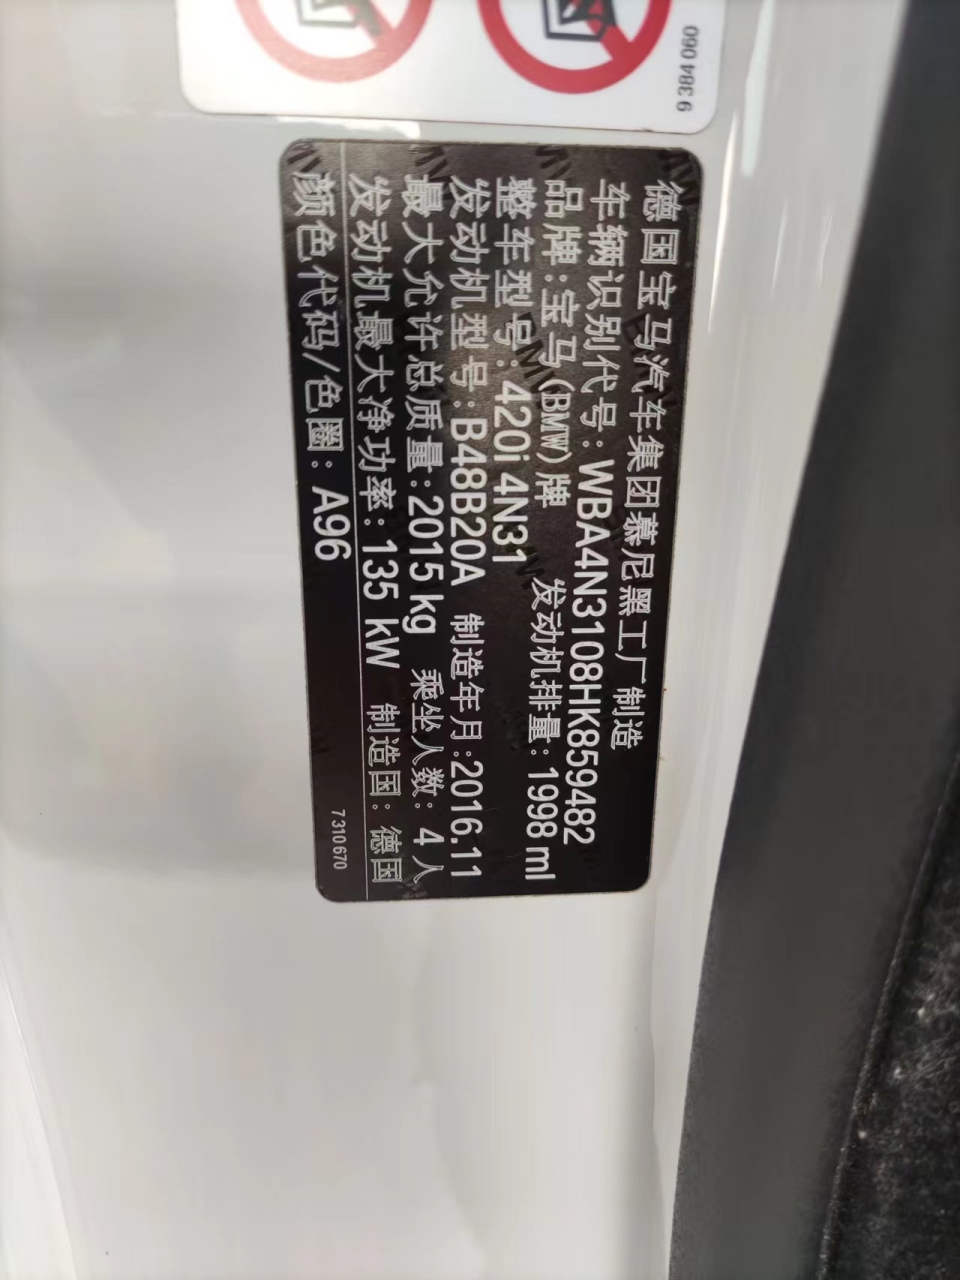 9 384 060
德国宝马汽车集团慕尼黑工厂制造
车辆识别代号: WBA4N3108HK859482
品牌: 宝马(BMW)牌 发动机排量: 1998 ml
整车型号: 420i 4N31
发动机型号: B48B20A 制造年月: 2016.11
最大允许总质量: 2015 kg 乘坐人数: 4 人
发动机最大净功率: 135 kW 制造国: 德国
颜色代码/色圈: A96
7 310 670